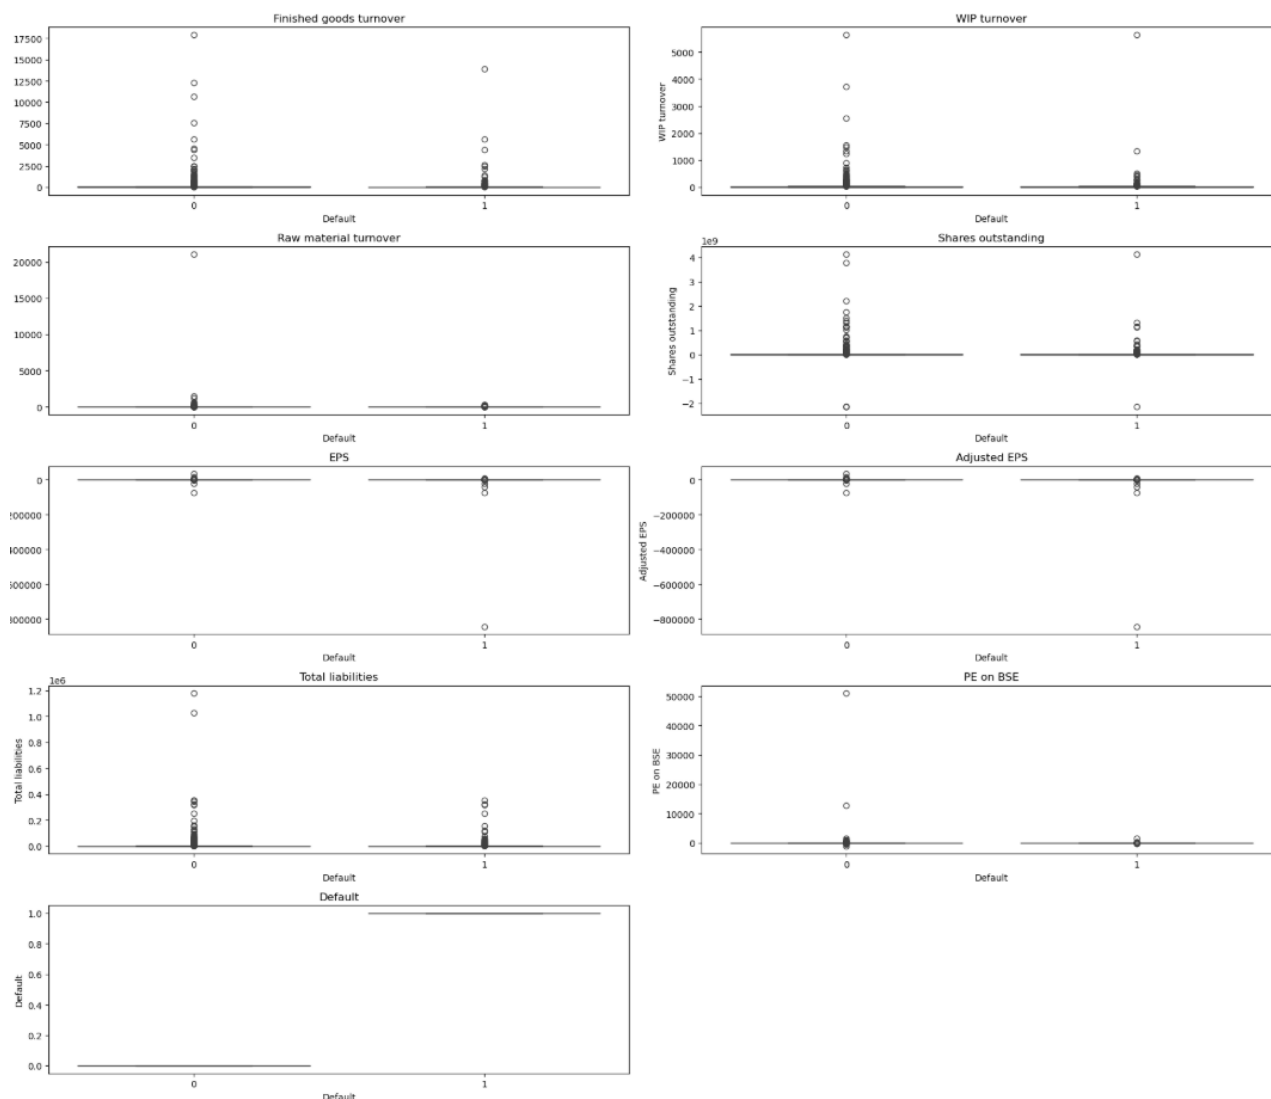 Finished goods turnover
17500
15000
12500
10000
7500
5000
2500
0
0 1
Default
WIP turnover
WIP turnover
5000
4000
3000
2000
1000
0
0 1
Default
Raw material turnover
20000
15000
10000
5000
0
0 1
Default
Shares outstanding
1e9
Shares outstanding
4
3
2
1
0
−1
−2
0 1
Default
EPS
0
200000
400000
600000
800000
0 1
Default
Adjusted EPS
Adjusted EPS
0
−200000
−400000
−600000
−800000
0 1
Default
Total liabilities
1e6
Total liabilities
1.2
1.0
0.8
0.6
0.4
0.2
0.0
0 1
Default
PE on BSE
PE on BSE
50000
40000
30000
20000
10000
0
0 1
Default
Default
Default
1.0
0.8
0.6
0.4
0.2
0.0
0 1
Default